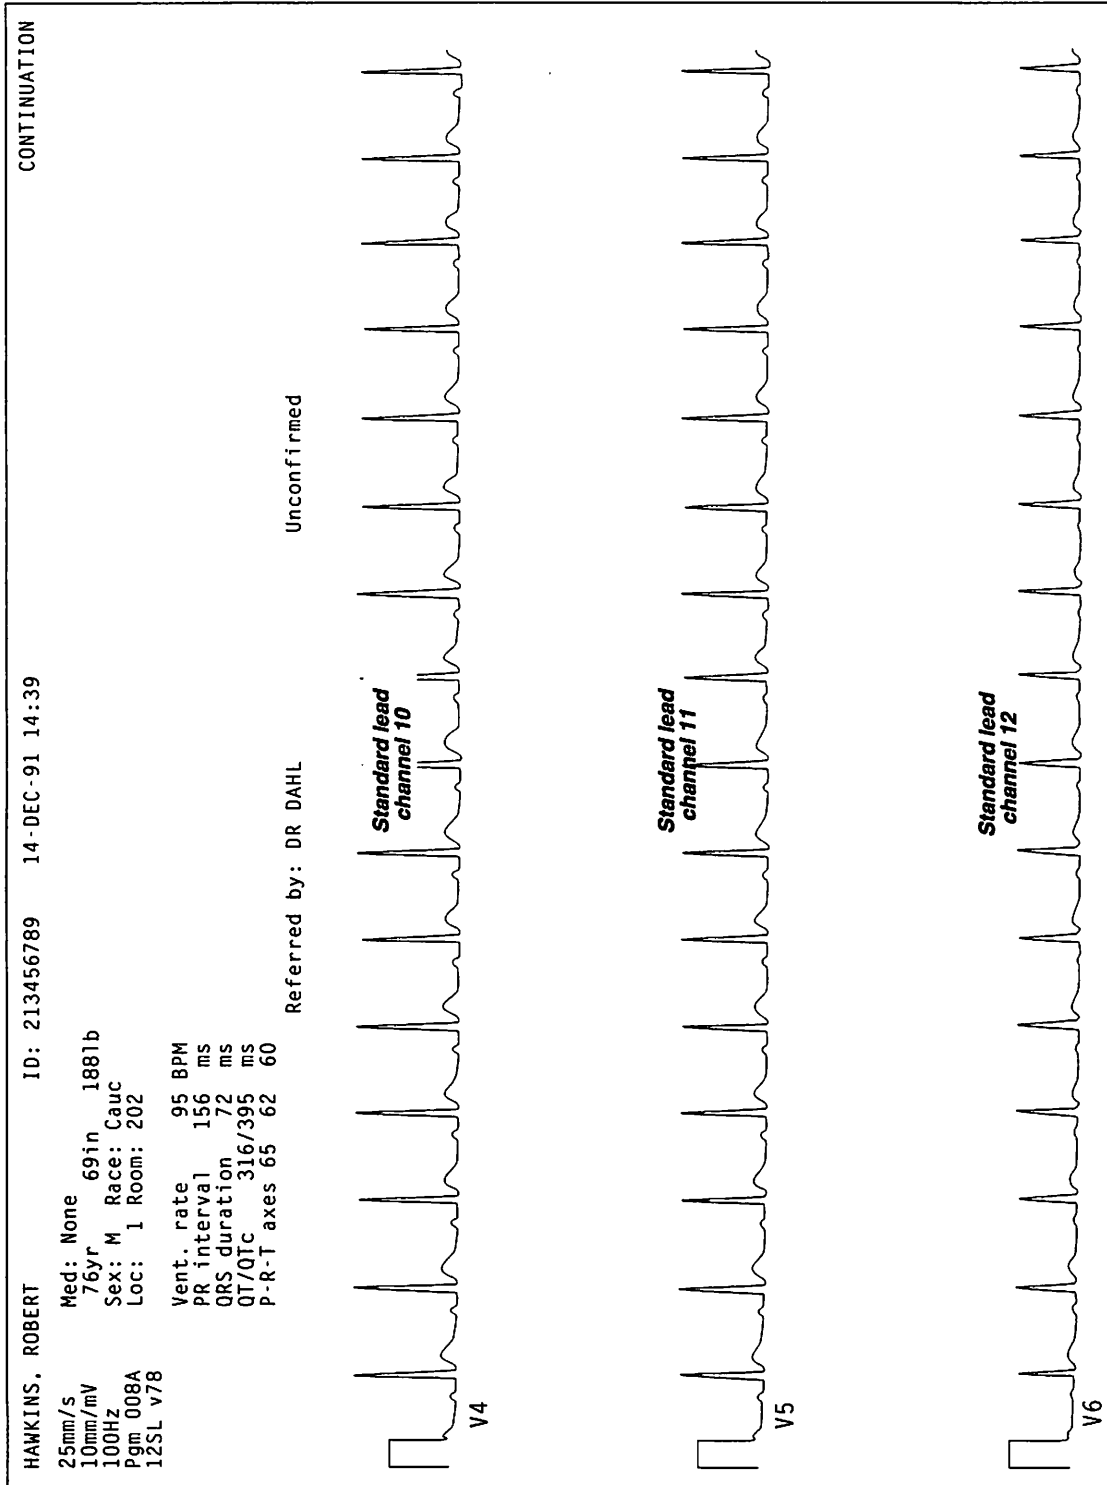 HAWKINS, ROBERT ID: 213456789 14-DEC-91 14:39 CONTINUATION
25mm/s
10mm/mV
100Hz
Pgm 008A
12SL v78
Med: None
76yr 69in 188lb
Sex: M Race: Cauc
Loc: 1 Room: 202
Vent. rate 95 BPM
PR interval 156 ms
QRS duration 72 ms
QT/QTc 316/395 ms
P-R-T axes 65 62 60
Referred by: DR DAHL Unconfirmed
Standard lead
channel 10
V4
Standard lead
channel 11
V5
Standard lead
channel 12
V6